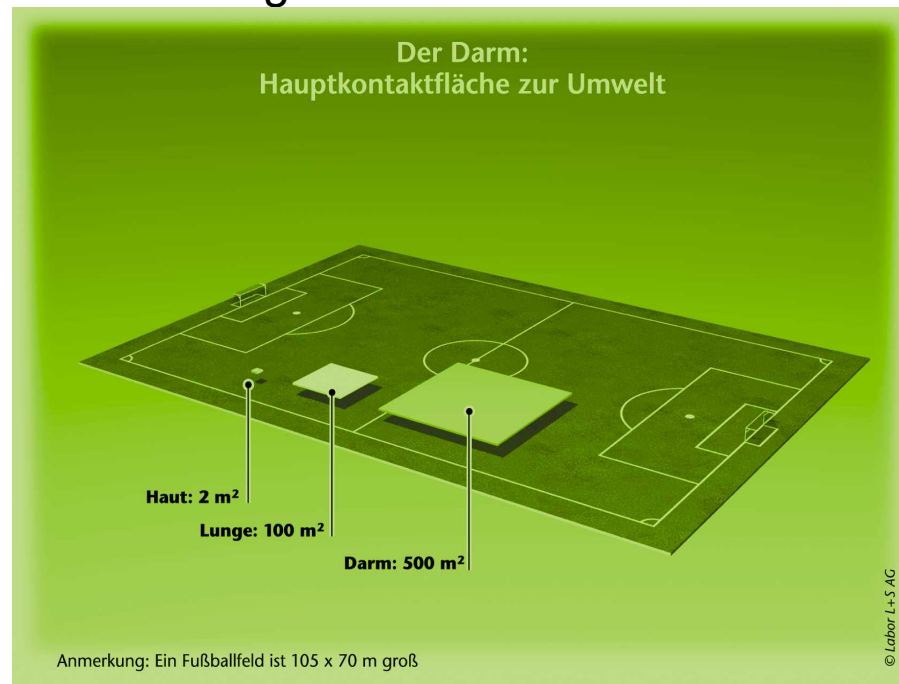 Der Darm:
Hauptkontaktfläche zur Umwelt
Haut: 2 m²
Lunge: 100 m²
Darm: 500 m²
Anmerkung: Ein Fußballfeld ist 105 x 70 m groß
© Labor L+S AG